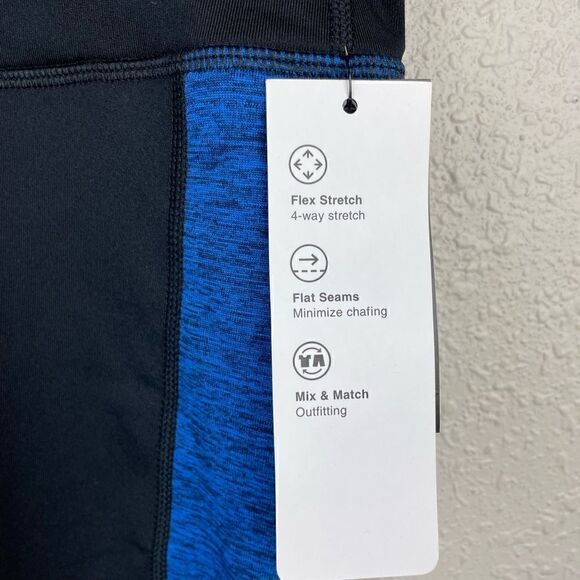 Flex Stretch
4-way stretch
Flat Seams
Minimize chafing
Mix & Match
Outfitting